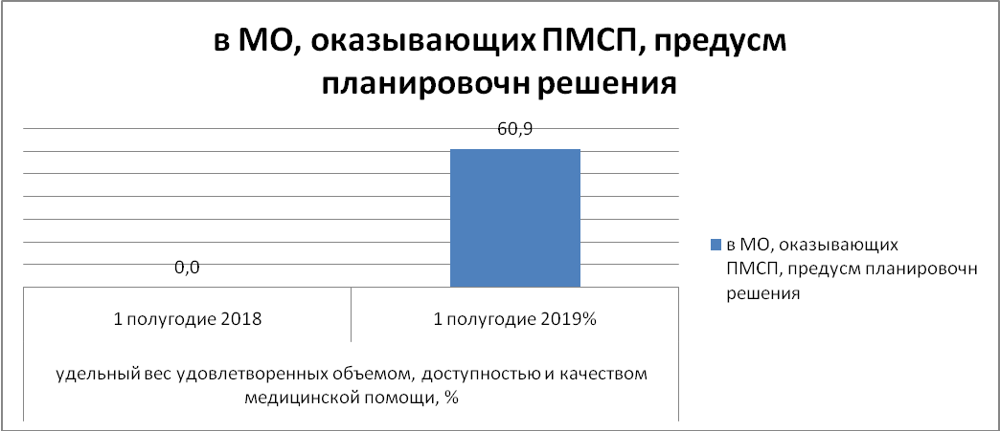 в МО, оказывающих ПМСП, предусм
планировочн решения
60,9
0,0
1 полугодие 2018
1 полугодие 2019%
удельный вес удовлетворенных объемом, доступностью и качеством
медицинской помощи, %
в МО, оказывающих
ПМСП, предусм планировочн
решения